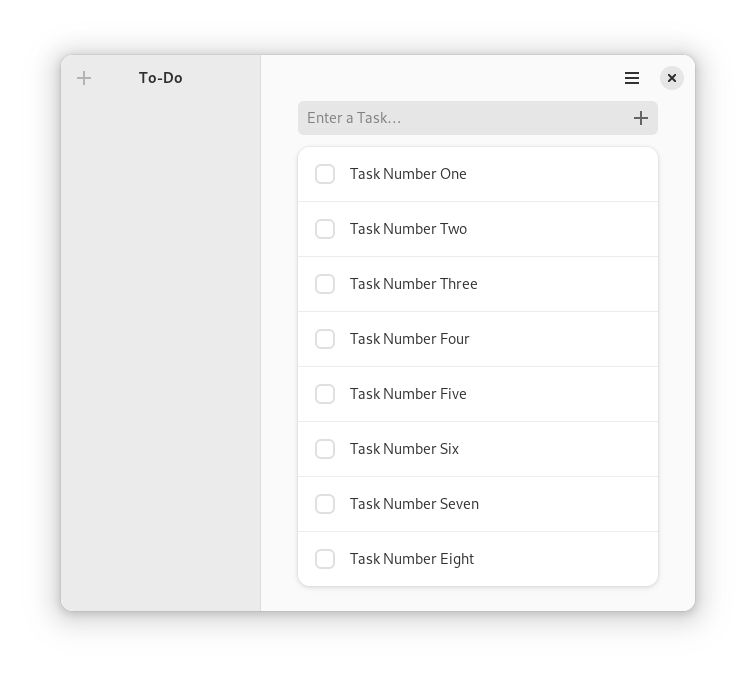 To-Do
Enter a Task…
Task Number One
Task Number Two
Task Number Three
Task Number Four
Task Number Five
Task Number Six
Task Number Seven
Task Number Eight